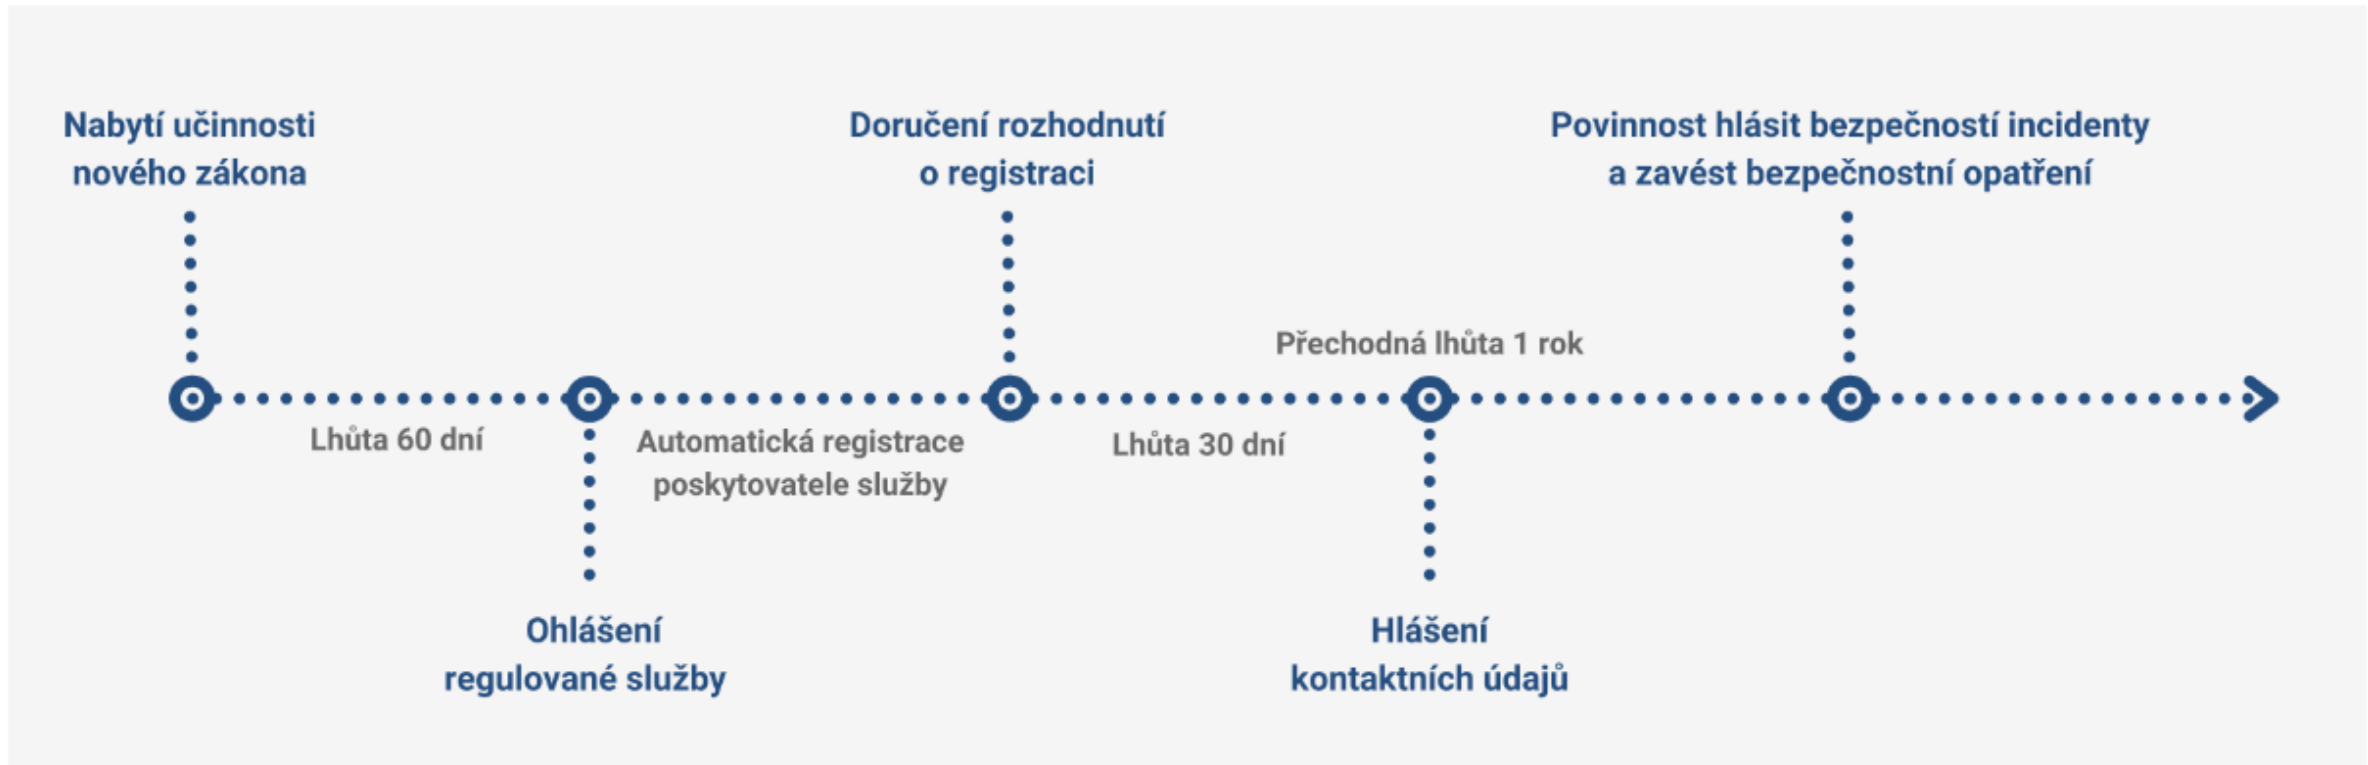 Nabytí učinnosti
nového zákona
Doručení rozhodnutí
o registraci
Povinnost hlásit bezpečností incidenty
a zavést bezpečnostní opatření
Přechodná lhůta 1 rok
Lhůta 60 dní
Automatická registrace
poskytovatele služby
Lhůta 30 dní
Ohlášení
regulované služby
Hlášení
kontaktních údajů